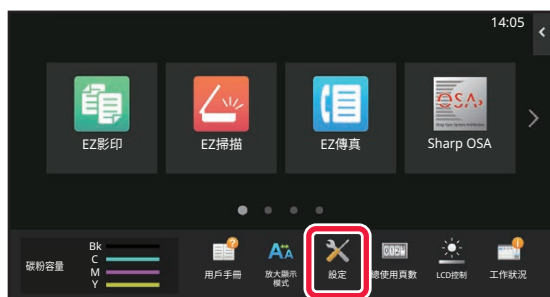 14:05
EZ影印
EZ掃描
EZ傳真
OSA
Sharp OSA
碳粉容量
Bk
C
M
Y
用戶手冊
放大顯示
模式
設定
總使用頁數
LCD控制
工作狀況